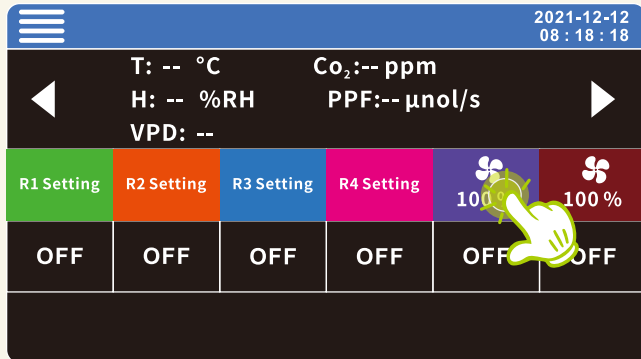 2021-12-12
08 : 18 : 18
T: -- °C Co₂:-- ppm
H: -- %RH PPF:-- μnol/s
VPD: --
R1 Setting R2 Setting R3 Setting R4 Setting 100 % 100 %
OFF OFF OFF OFF OFF OFF